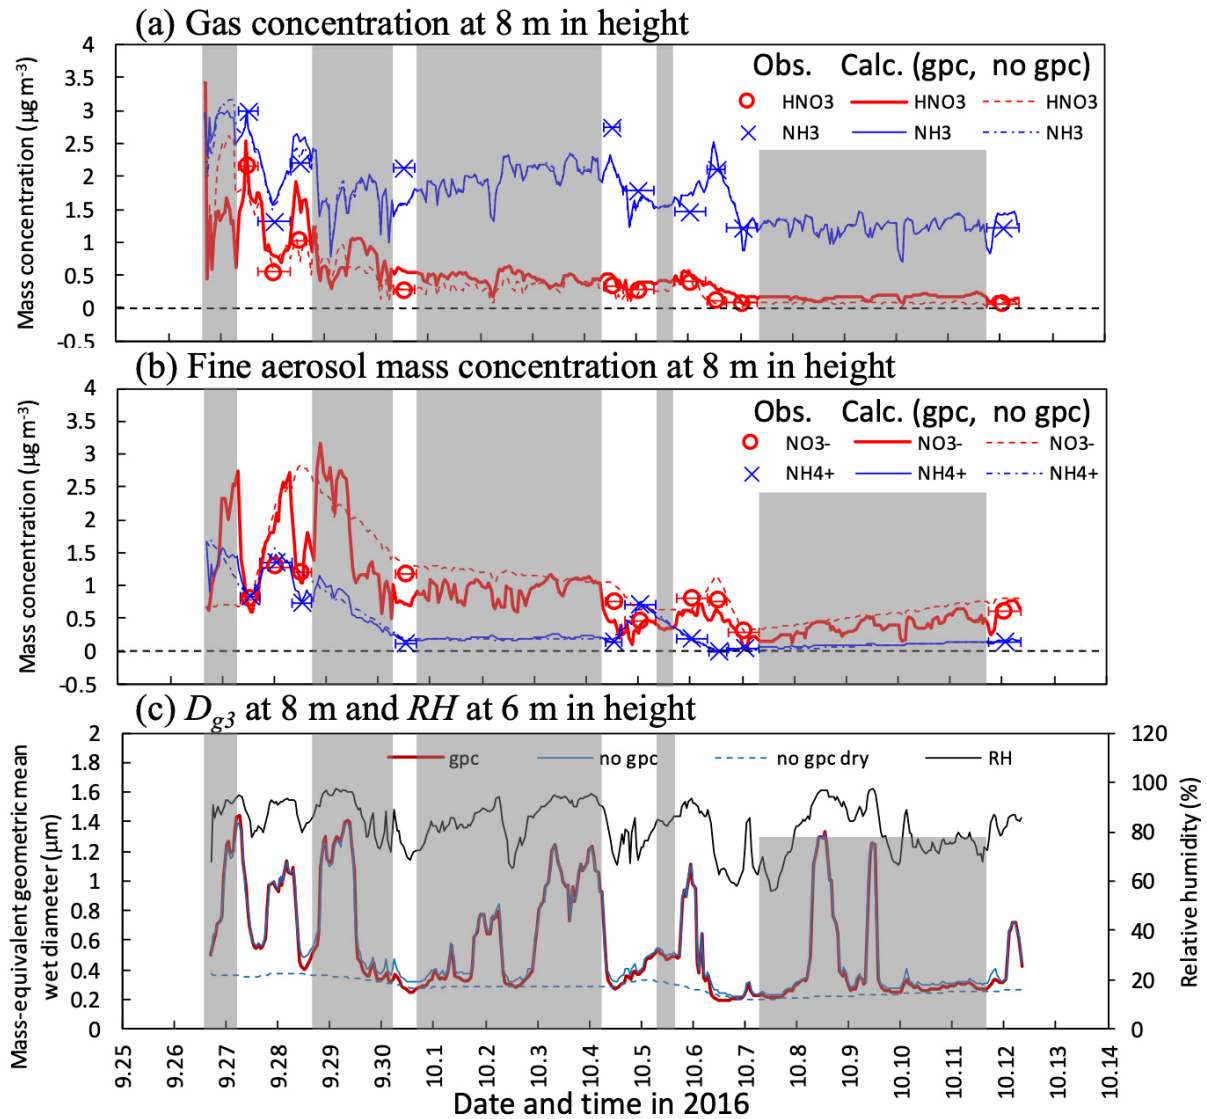 (a) Gas concentration at 8 m in height
Mass concentration (μg m-3)
4
3.5
3
2.5
2
1.5
1
0.5
0
-0.5
Obs. Calc. (gpc, no gpc)
HNO3 HNO3 HNO3
NH3 NH3 NH3
(b) Fine aerosol mass concentration at 8 m in height
Mass concentration (μg m-3)
4
3.5
3
2.5
2
1.5
1
0.5
0
-0.5
Obs. Calc. (gpc, no gpc)
NO3- NO3- NO3-
NH4+ NH4+ NH4+
(c) Dg3 at 8 m and RH at 6 m in height
Mass-equivalent geometric mean
wet diameter (μm)
2
1.8
1.6
1.4
1.2
1
0.8
0.6
0.4
0.2
0
gpc no gpc no gpc dry RH
120
100
80
60
40
20
0
Relative humidity (%)
9.25 9.26 9.27 9.28 9.29 9.30 10.1 10.2 10.3 10.4 10.5 10.6 10.7 10.8 10.9 10.10 10.11 10.12 10.13 10.14
Date and time in 2016